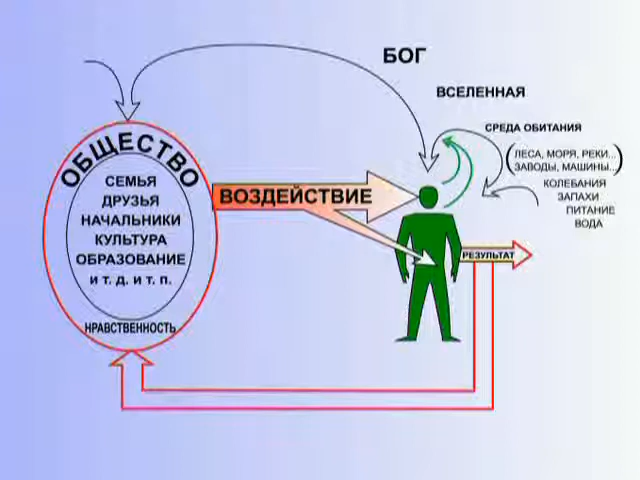 БОГ
ВСЕЛЕННАЯ
СРЕДА ОБИТАНИЯ
(ЛЕСА, МОРЯ, РЕКИ...
ЗАВОДЫ, МАШИНЫ..)
КОЛЕБАНИЯ
ЗАПАХИ
ПИТАНИЕ
ВОДА
ОБЩЕСТВО
СЕМЬЯ
ДРУЗЬЯ
НАЧАЛЬНИКИ
КУЛЬТУРА
ОБРАЗОВАНИЕ
и т. д. и т. п.
НРАВСТВЕННОСТЬ
ВОЗДЕЙСТВИЕ
РЕЗУЛЬТАТ